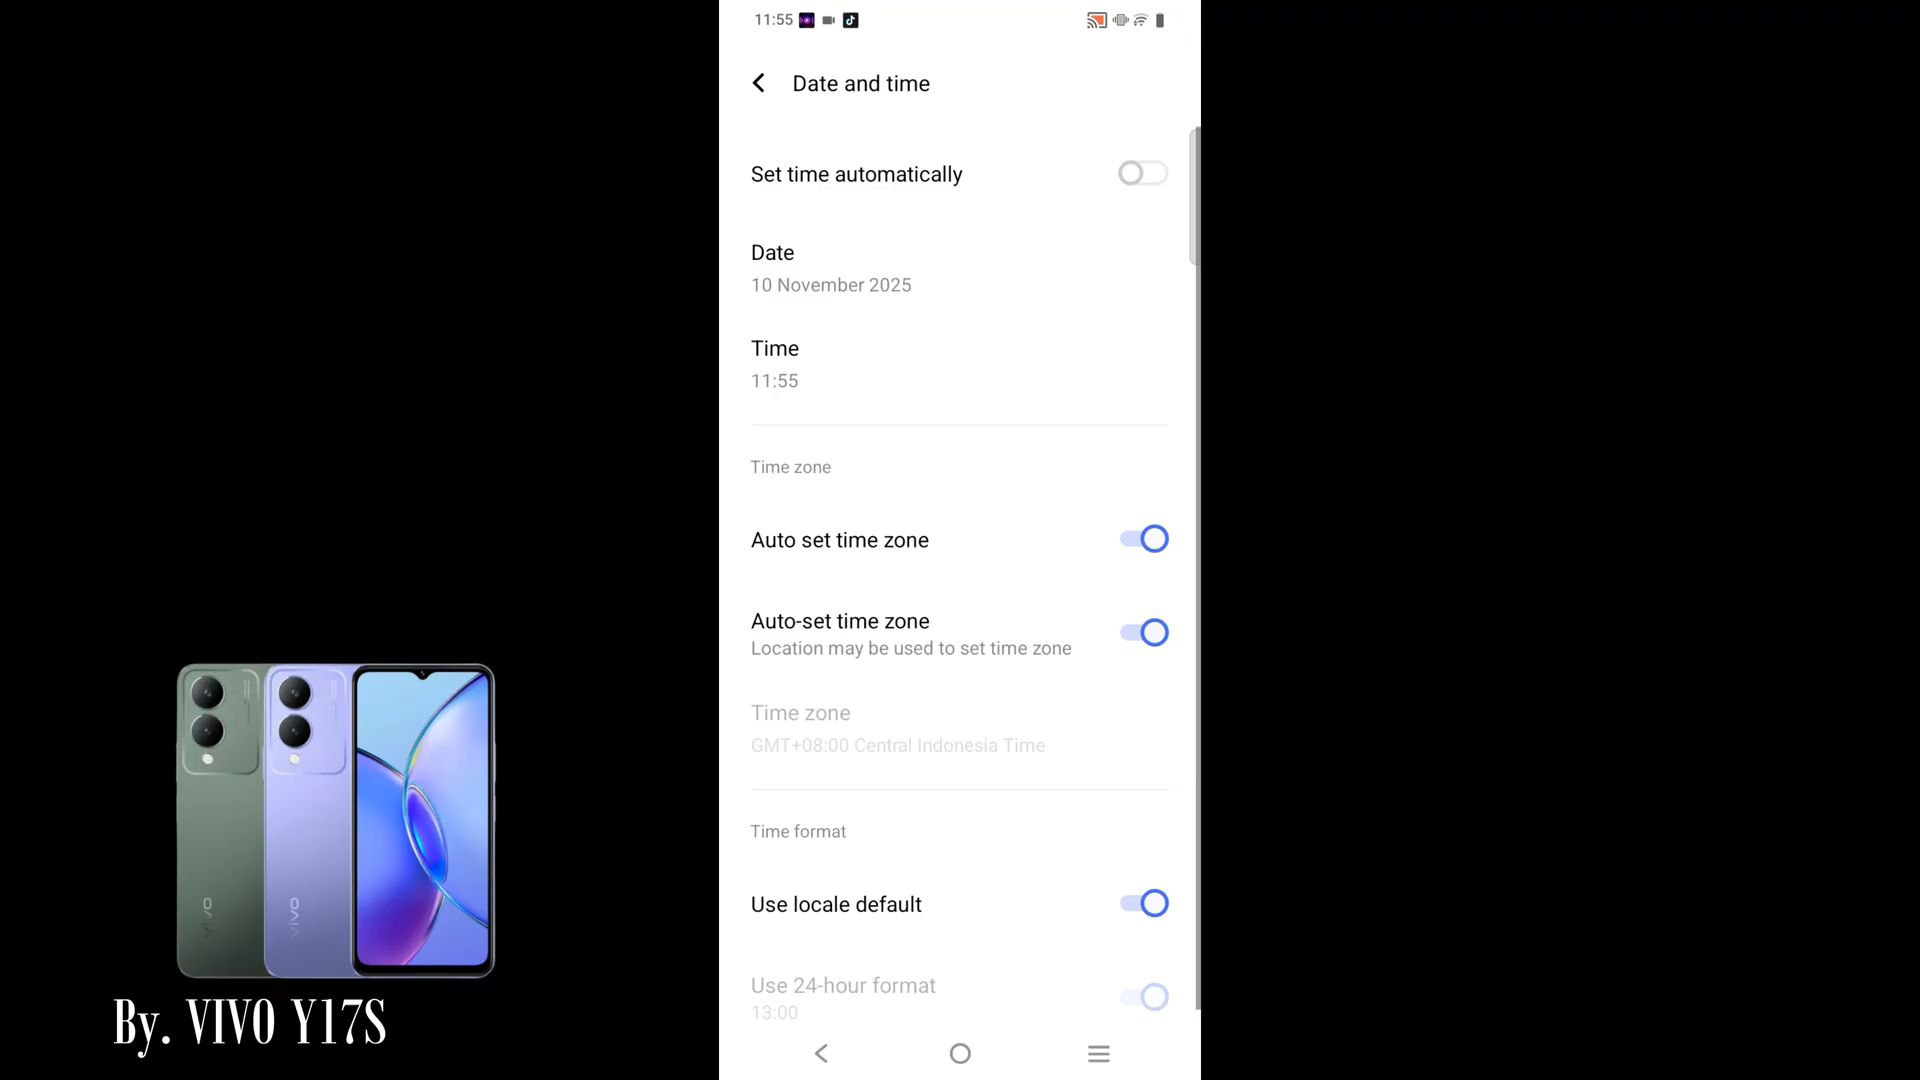 11:55
Date and time
Set time automatically
Date
10 November 2025
Time
11:55
Time zone
Auto set time zone
Auto-set time zone
Location may be used to set time zone
Time zone
GMT+08:00 Central Indonesia Time
Time format
Use locale default
Use 24-hour format
13:00
vivo
vivo
By. VIVO Y17S